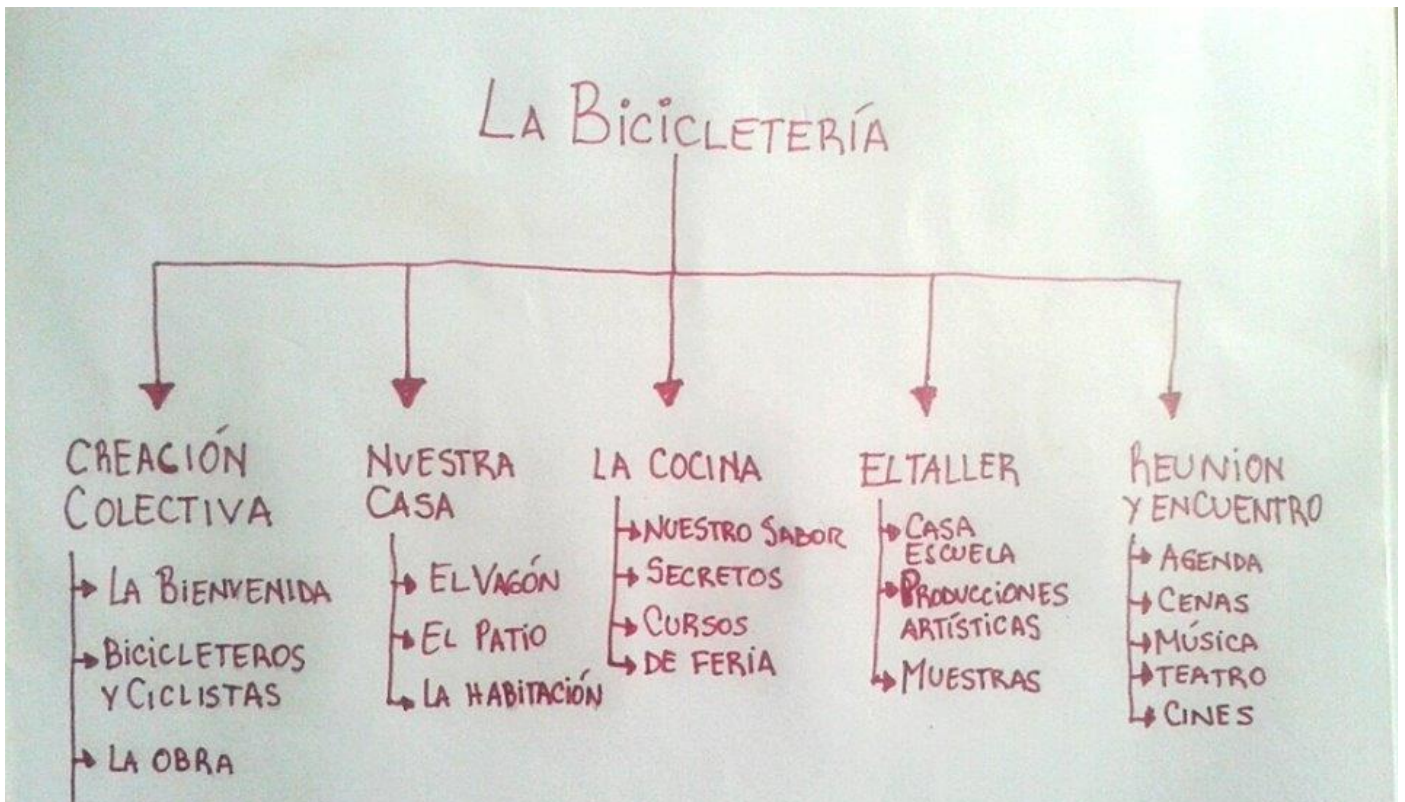 LA BiCiCLETERÍA
CREACIÓN
COLECTIVA
LA BIENVENIDA
BiCiCLETEROS
Y CICLISTAS
LA OBRA
NUESTRA
CASA
EL VAGÓN
EL PATIO
LA HABITACIÓN
LA COCINA
NUESTRO SABOR
SECRETOS
CURSOS
DE FERIA
EL TALLER
CASA
ESCUELA
PRODUCCIONES
ARTÍSTICAS
MUESTRAS
REUNION
Y ENCUENTRO
AGENDA
CENAS
MÚSICA
TEATRO
CINES